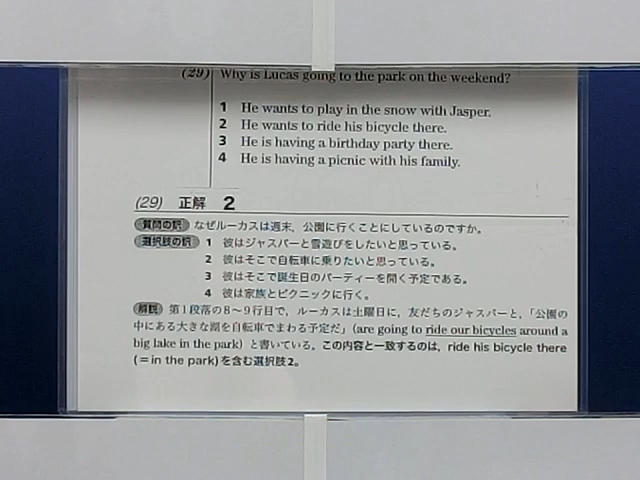 (29) Why is Lucas going to the park on the weekend?
1 He wants to play in the snow with Jasper.
2 He wants to ride his bicycle there.
3 He is having a birthday party there.
4 He is having a picnic with his family.
(29) 正解 2
質問の訳 なぜルーカスは週末、公園に行くことにしているのですか。
選択肢の訳 1 彼はジャスパーと雪遊びをしたいと思っている。
2 彼はそこで自転車に乗りたいと思っている。
3 彼はそこで誕生日のパーティーを開く予定である。
4 彼は家族とピクニックに行く。
解説 第1段落の8〜9行目で、ルーカスは土曜日に、友だちのジャスパーと、「公園の
中にある大きな湖を自転車でまわる予定だ」(are going to ride our bicycles around a
big lake in the park) と書いている。この内容と一致するのは、ride his bicycle there
(=in the park)を含む選択肢2。